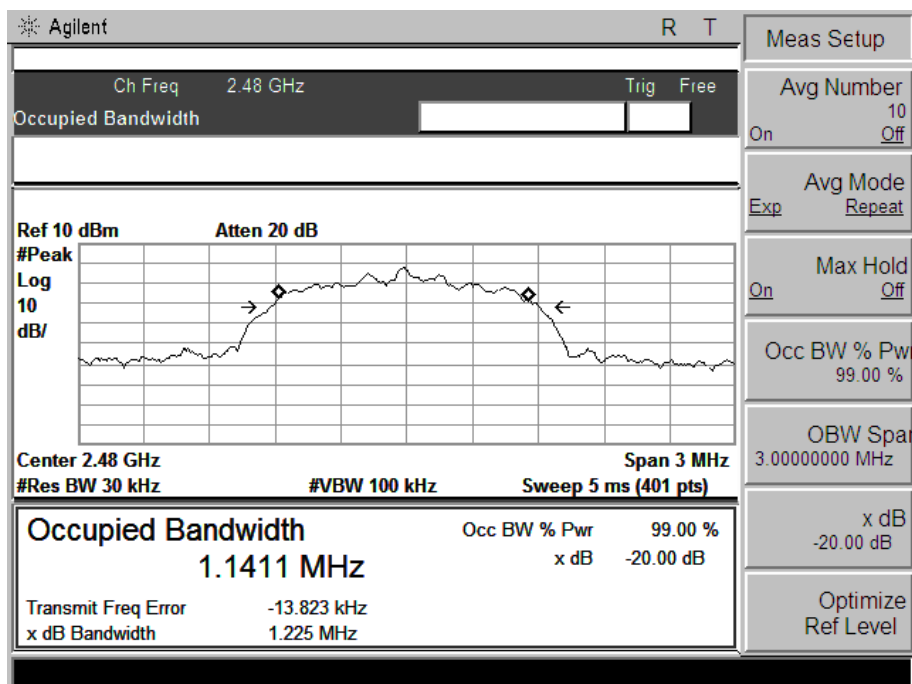 Agilent R T
Ch Freq 2.48 GHz Trig Free
Occupied Bandwidth
Ref 10 dBm Atten 20 dB
#Peak
Log
10
dB/
Center 2.48 GHz Span 3 MHz
#Res BW 30 kHz #VBW 100 kHz Sweep 5 ms (401 pts)
Occupied Bandwidth
1.1411 MHz
Occ BW % Pwr 99.00 %
x dB -20.00 dB
Transmit Freq Error -13.823 kHz
x dB Bandwidth 1.225 MHz
Meas Setup
Avg Number
10
On Off
Avg Mode
Exp Repeat
Max Hold
On Off
Occ BW % Pwr
99.00 %
OBW Span
3.00000000 MHz
x dB
-20.00 dB
Optimize
Ref Level